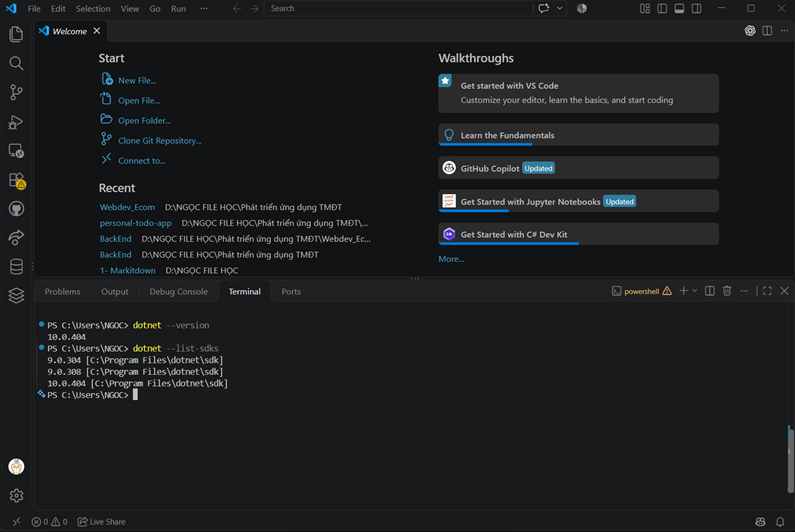 File Edit Selection View Go Run ··· Search
Welcome
Start
New File...
Open File...
Open Folder...
Clone Git Repository...
Connect to...
Recent
Webdev_Ecom D:\NGỌC FILE HỌC\Phát triển ứng dụng TMĐT
personal-todo-app D:\NGỌC FILE HỌC\Phát triển ứng dụng TMĐT\...
BackEnd D:\NGỌC FILE HỌC\Phát triển ứng dụng TMĐT\Webdev_Ec...
BackEnd D:\NGỌC FILE HỌC\Phát triển ứng dụng TMĐT
1- Markitdown D:\NGỌC FILE HỌC
Walkthroughs
Get started with VS Code
Customize your editor, learn the basics, and start coding
Learn the Fundamentals
GitHub Copilot Updated
Get Started with Jupyter Notebooks Updated
Get Started with C# Dev Kit
More...
Problems Output Debug Console Terminal Ports powershell
PS C:\Users\NGOC> dotnet --version
10.0.404
PS C:\Users\NGOC> dotnet --list-sdks
9.0.304 [C:\Program Files\dotnet\sdk]
9.0.308 [C:\Program Files\dotnet\sdk]
10.0.404 [C:\Program Files\dotnet\sdk]
PS C:\Users\NGOC>
0 0 Live Share